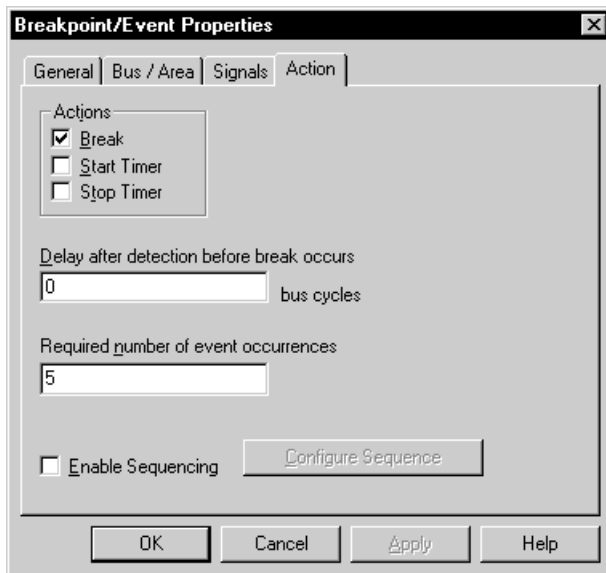 Breakpoint/Event Properties
General Bus / Area Signals Action
Actions
Break
Start Timer
Stop Timer
Delay after detection before break occurs
0 bus cycles
Required number of event occurrences
5
Enable Sequencing Configure Sequence
OK Cancel Apply Help